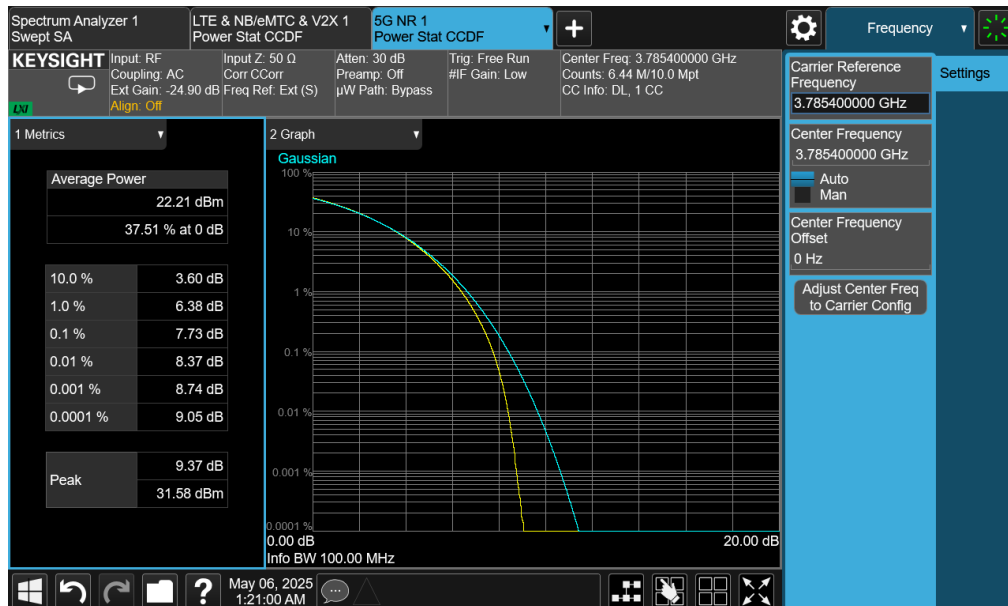 Spectrum Analyzer 1
Swept SA
LTE & NB/eMTC & V2X 1
Power Stat CCDF
5G NR 1
Power Stat CCDF
Frequency
KEYSIGHT
LXI
Input: RF
Coupling: AC
Ext Gain: -24.90 dB
Align: Off
Input Z: 50 Ω
Corr CCorr
Freq Ref: Ext (S)
Atten: 30 dB
Preamp: Off
µW Path: Bypass
Trig: Free Run
#IF Gain: Low
Center Freq: 3.785400000 GHz
Counts: 6.44 M/10.0 Mpt
CC Info: DL, 1 CC
1 Metrics
Average Power
22.21 dBm
37.51 % at 0 dB
10.0 % 3.60 dB
1.0 % 6.38 dB
0.1 % 7.73 dB
0.01 % 8.37 dB
0.001 % 8.74 dB
0.0001 % 9.05 dB
Peak
9.37 dB
31.58 dBm
2 Graph
Gaussian
100 %
10 %
1 %
0.1 %
0.01 %
0.001 %
0.0001 %
0.00 dB
20.00 dB
Info BW 100.00 MHz
Carrier Reference
Frequency
3.785400000 GHz
Center Frequency
3.785400000 GHz
Auto
Man
Center Frequency
Offset
0 Hz
Adjust Center Freq
to Carrier Config
Settings
?
May 06, 2025
1:21:00 AM